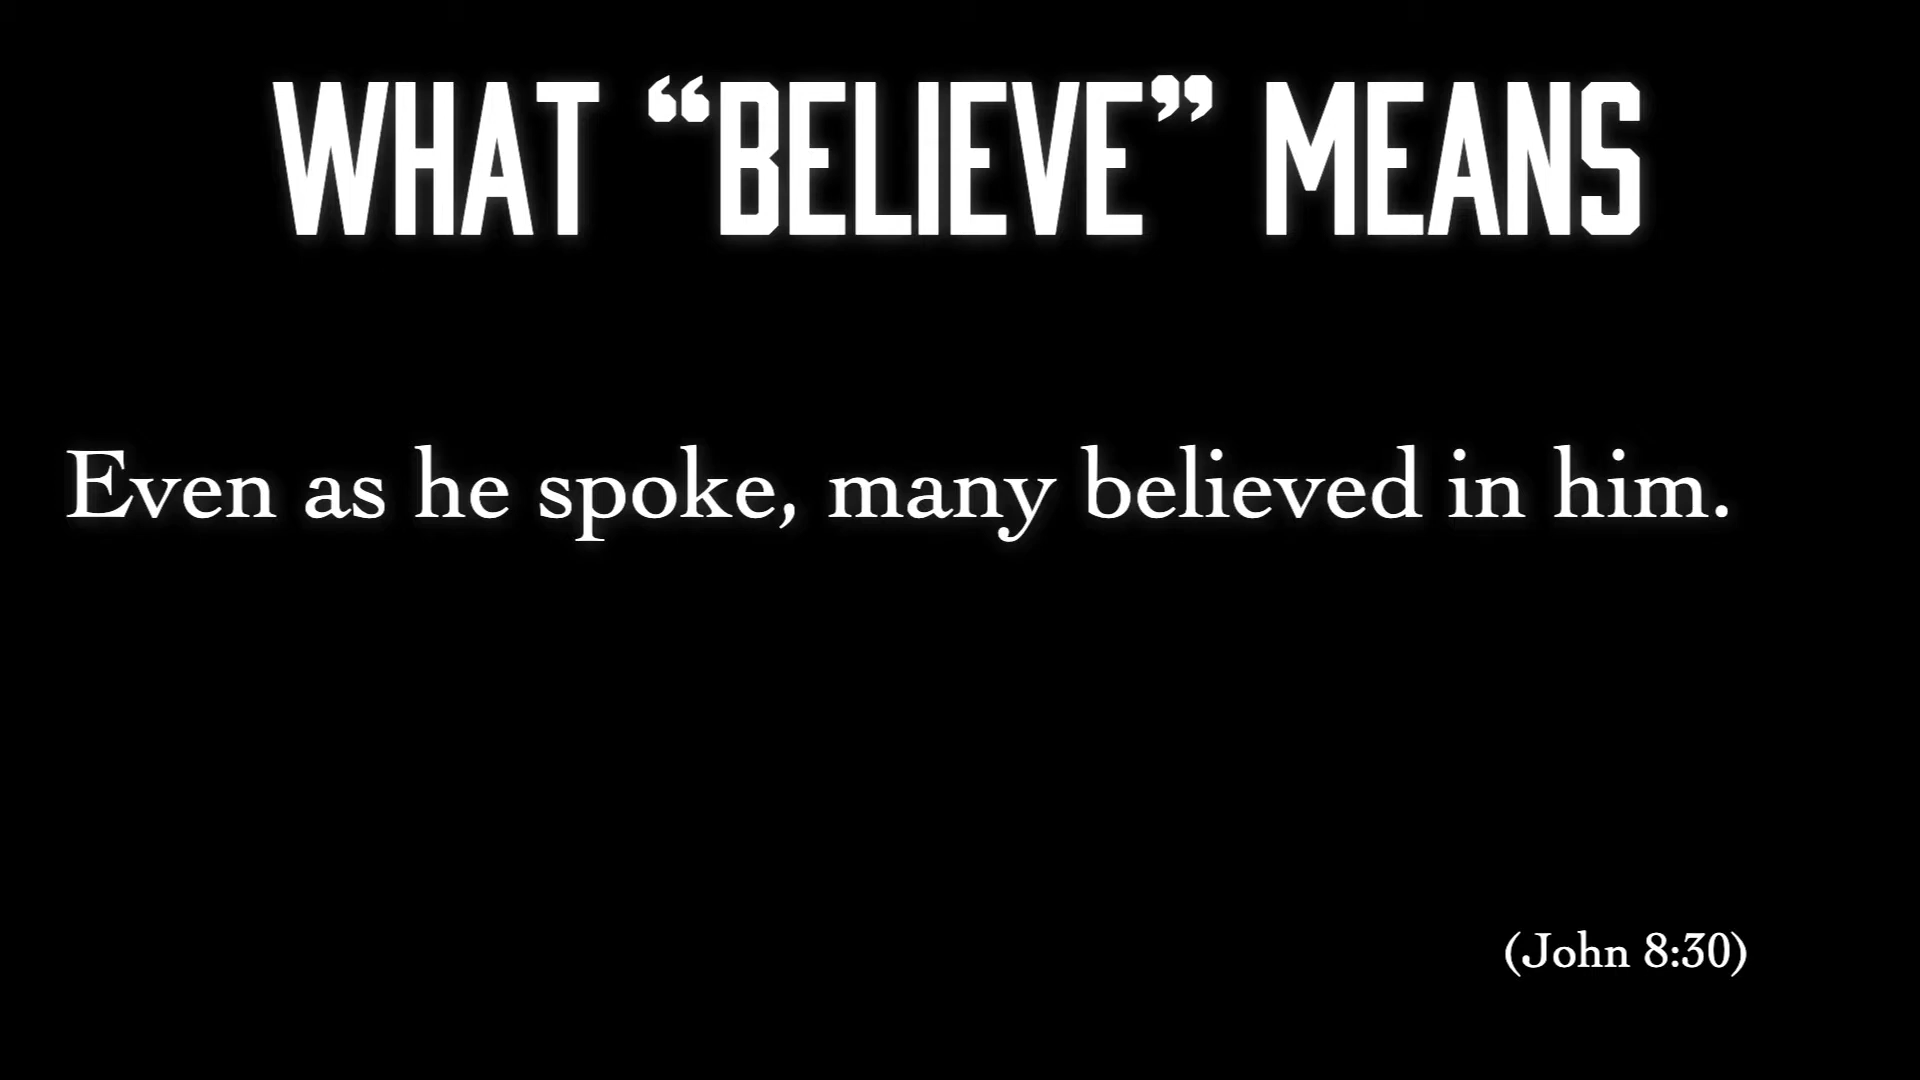 WHAT “BELIEVE” MEANS
Even as he spoke, many believed in him.
(John 8:30)